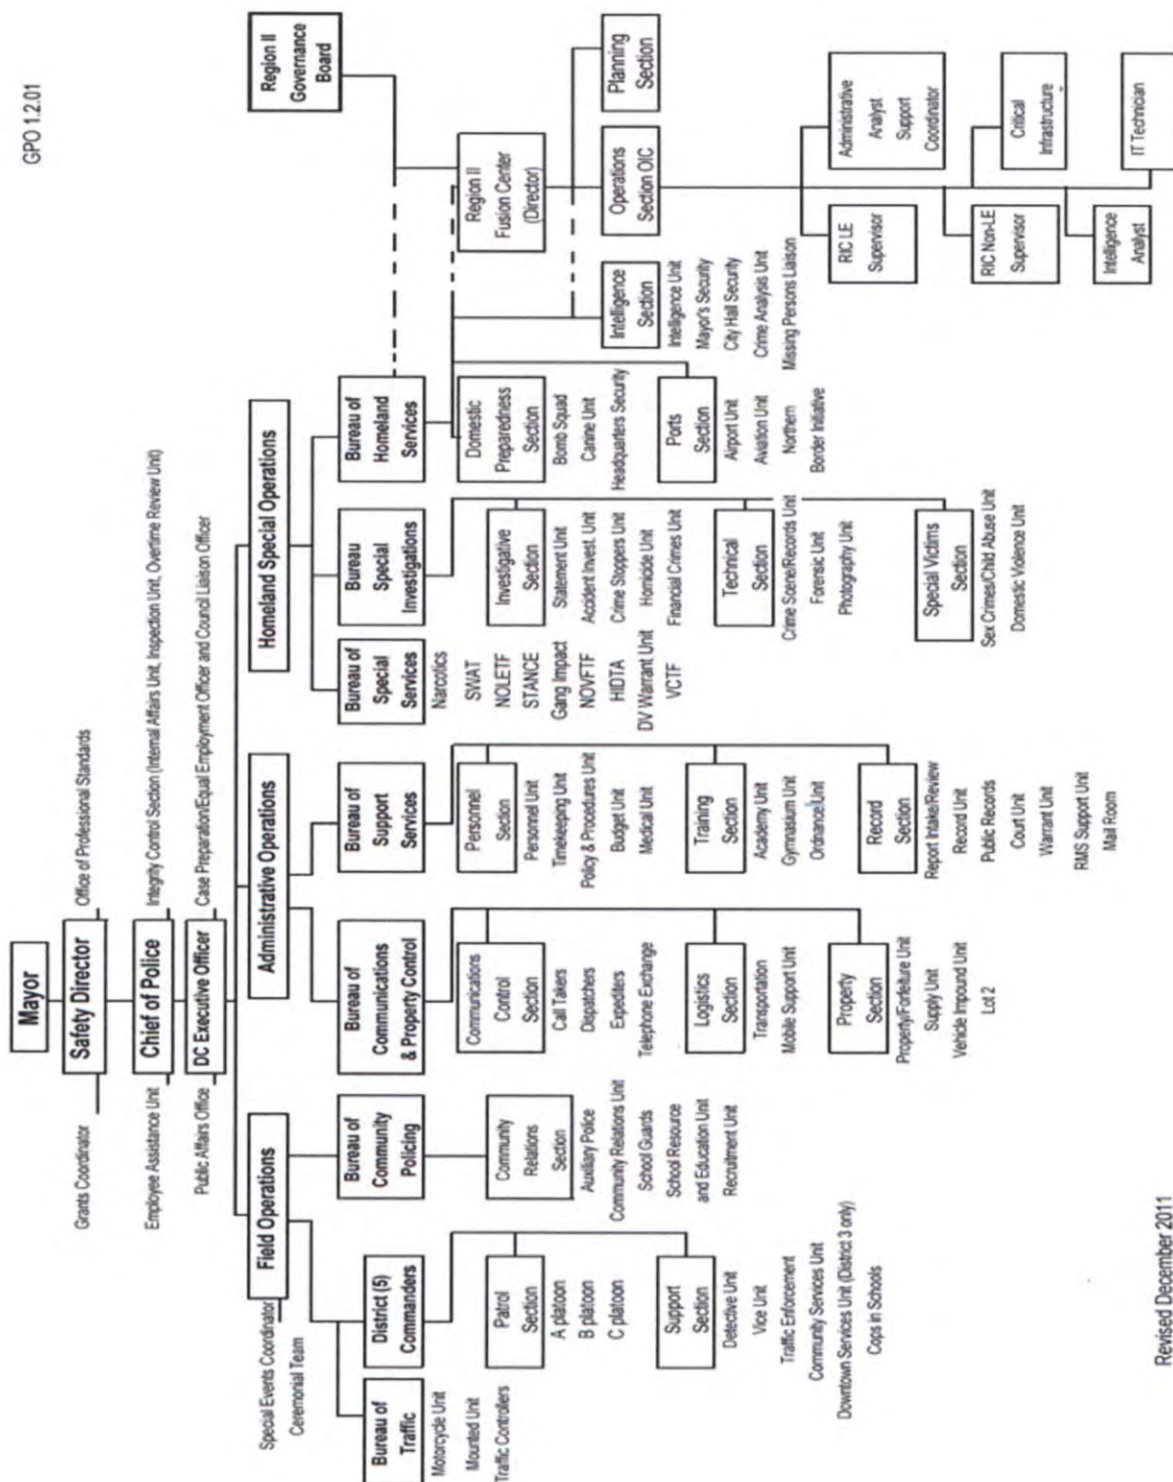 GPO 1.2.01
Mayor
Safety Director
Office of Professional Standards
Grants Coordinator
Chief of Police
Integrity Control Section (Internal Affairs Unit, Inspection Unit, Overtime Review Unit)
Employee Assistance Unit
DC Executive Officer
Case Preparation/Equal Employment Officer and Council Liaison Officer
Public Affairs Office
Field Operations
Special Events Coordinator
Ceremonial Team
Administrative Operations
Homeland Special Operations
Region II
Governance
Board
Bureau of
Traffic
Motorcycle Unit
Mounted Unit
Traffic Controllers
District (5)
Commanders
Patrol
Section
A platoon
B platoon
C platoon
Support
Section
Detective Unit
Vice Unit
Traffic Enforcement
Community Services Unit
Downtown Services Unit (District 3 only)
Cops in Schools
Bureau of
Community
Policing
Community
Relations
Section
Auxiliary Police
Community Relations Unit
School Guards
School Resource
and Education Unit
Recruitment Unit
Bureau of
Communications
& Property Control
Communications
Control
Section
Call Takers
Dispatchers
Expediters
Telephone Exchange
Logistics
Section
Transportation
Mobile Support Unit
Property
Section
Property/Forfeiture Unit
Supply Unit
Vehicle Impound Unit
Lot 2
Bureau of
Support
Services
Personnel
Section
Personnel Unit
Timekeeping Unit
Policy & Procedures Unit
Budget Unit
Medical Unit
Training
Section
Academy Unit
Gymnasium Unit
Ordnance Unit
Record
Section
Report Intake/Review
Record Unit
Public Records
Court Unit
Warrant Unit
RMS Support Unit
Mail Room
Bureau of
Special
Services
Narcotics
SWAT
NOLETF
STANCE
Gang Impact
NOVFTF
HIDTA
DV Warrant Unit
VCTF
Bureau
Special
Investigations
Investigative
Section
Statement Unit
Accident Invest. Unit
Crime Stoppers Unit
Homicide Unit
Financial Crimes Unit
Technical
Section
Crime Scene/Records Unit
Forensic Unit
Photography Unit
Special Victims
Section
Sex Crimes/Child Abuse Unit
Domestic Violence Unit
Bureau of
Homeland
Services
Domestic
Preparedness
Section
Bomb Squad
Canine Unit
Headquarters Security
Ports
Section
Airport Unit
Aviation Unit
Northern
Border Initiative
Intelligence
Section
Intelligence Unit
Mayor's Security
City Hall Security
Crime Analysis Unit
Missing Persons Liaison
Region II
Fusion Center
(Director)
Operations
Section OIC
Planning
Section
RIC LE
Supervisor
Administrative
Analyst
Support
Coordinator
RIC Non-LE
Supervisor
Critical
Infrastructure
Intelligence
Analyst
IT Technician
Revised December 2011